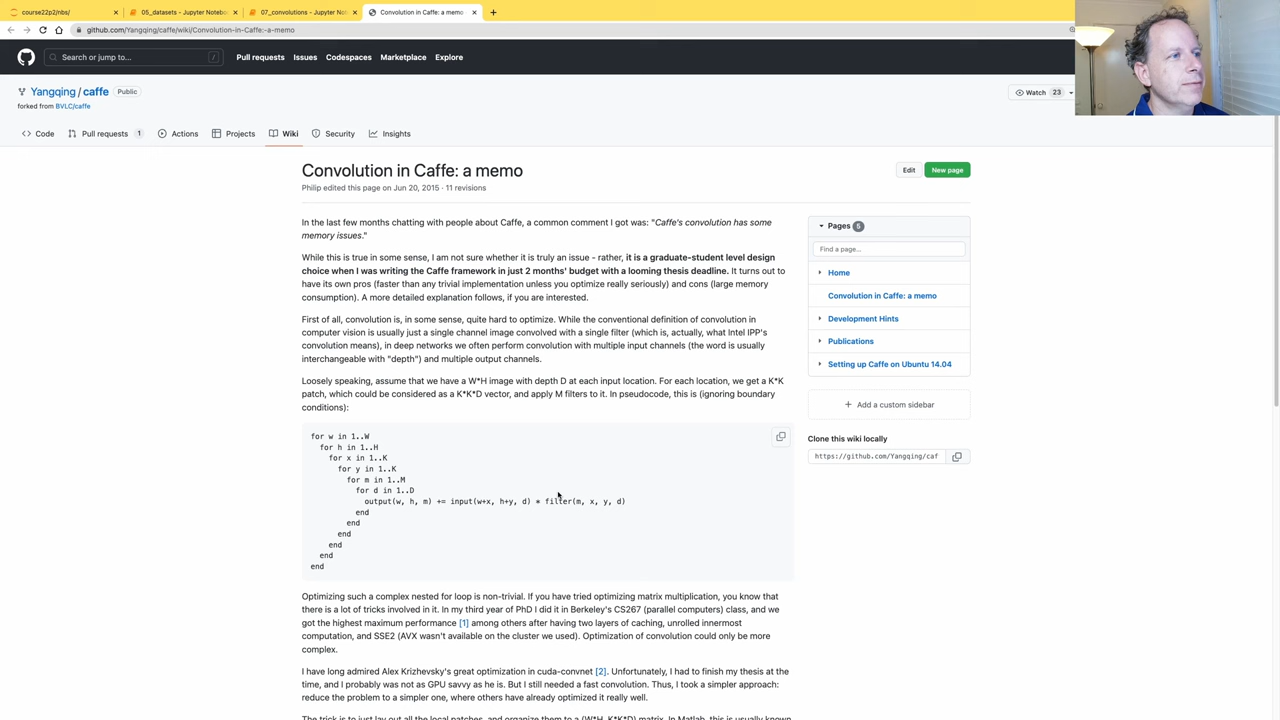 course22p2/nbs/
05_datasets - Jupyter Notebo
07_convolutions - Jupyter No
Convolution in Caffe: a memo
github.com/Yangqing/caffe/wiki/Convolution-in-Caffe:-a-memo
Search or jump to...
/
Pull requests
Issues
Codespaces
Marketplace
Explore
Yangqing / caffe
Public
forked from BVLC/caffe
Watch 23
Code
Pull requests 1
Actions
Projects
Wiki
Security
Insights
Convolution in Caffe: a memo
Philip edited this page on Jun 20, 2015 · 11 revisions
Edit
New page
In the last few months chatting with people about Caffe, a common comment I got was: "Caffe's convolution has some
memory issues."
While this is true in some sense, I am not sure whether it is truly an issue - rather, it is a graduate-student level design
choice when I was writing the Caffe framework in just 2 months' budget with a looming thesis deadline. It turns out to
have its own pros (faster than any trivial implementation unless you optimize really seriously) and cons (large memory
consumption). A more detailed explanation follows, if you are interested.
First of all, convolution is, in some sense, quite hard to optimize. While the conventional definition of convolution in
computer vision is usually just a single channel image convolved with a single filter (which is, actually, what Intel IPP's
convolution means), in deep networks we often perform convolution with multiple input channels (the word is usually
interchangeable with "depth") and multiple output channels.
Loosely speaking, assume that we have a W*H image with depth D at each input location. For each location, we get a K*K
patch, which could be considered as a K*K*D vector, and apply M filters to it. In pseudocode, this is (ignoring boundary
conditions):
for w in 1..W
for h in 1..H
for x in 1..K
for y in 1..K
for m in 1..M
for d in 1..D
output(w, h, m) += input(w+x, h+y, d) * filter(m, x, y, d)
end
end
end
end
end
end
Optimizing such a complex nested for loop is non-trivial. If you have tried optimizing matrix multiplication, you know that
there is a lot of tricks involved in it. In my third year of PhD I did it in Berkeley's CS267 (parallel computers) class, and we
got the highest maximum performance [1] among others after having two layers of caching, unrolled innermost
computation, and SSE2 (AVX wasn't available on the cluster we used). Optimization of convolution could only be more
complex.
I have long admired Alex Krizhevsky's great optimization in cuda-convnet [2]. Unfortunately, I had to finish my thesis at the
time, and I probably was not as GPU savvy as he is. But I still needed a fast convolution. Thus, I took a simpler approach:
reduce the problem to a simpler one, where others have already optimized it really well.
The trick is to just lay out all the local patches, and organize them to a (W*H, K*K*D) matrix. In Matlab, this is usually known
Pages 5
Find a page...
Home
Convolution in Caffe: a memo
Development Hints
Publications
Setting up Caffe on Ubuntu 14.04
+ Add a custom sidebar
Clone this wiki locally
https://github.com/Yangqing/caf